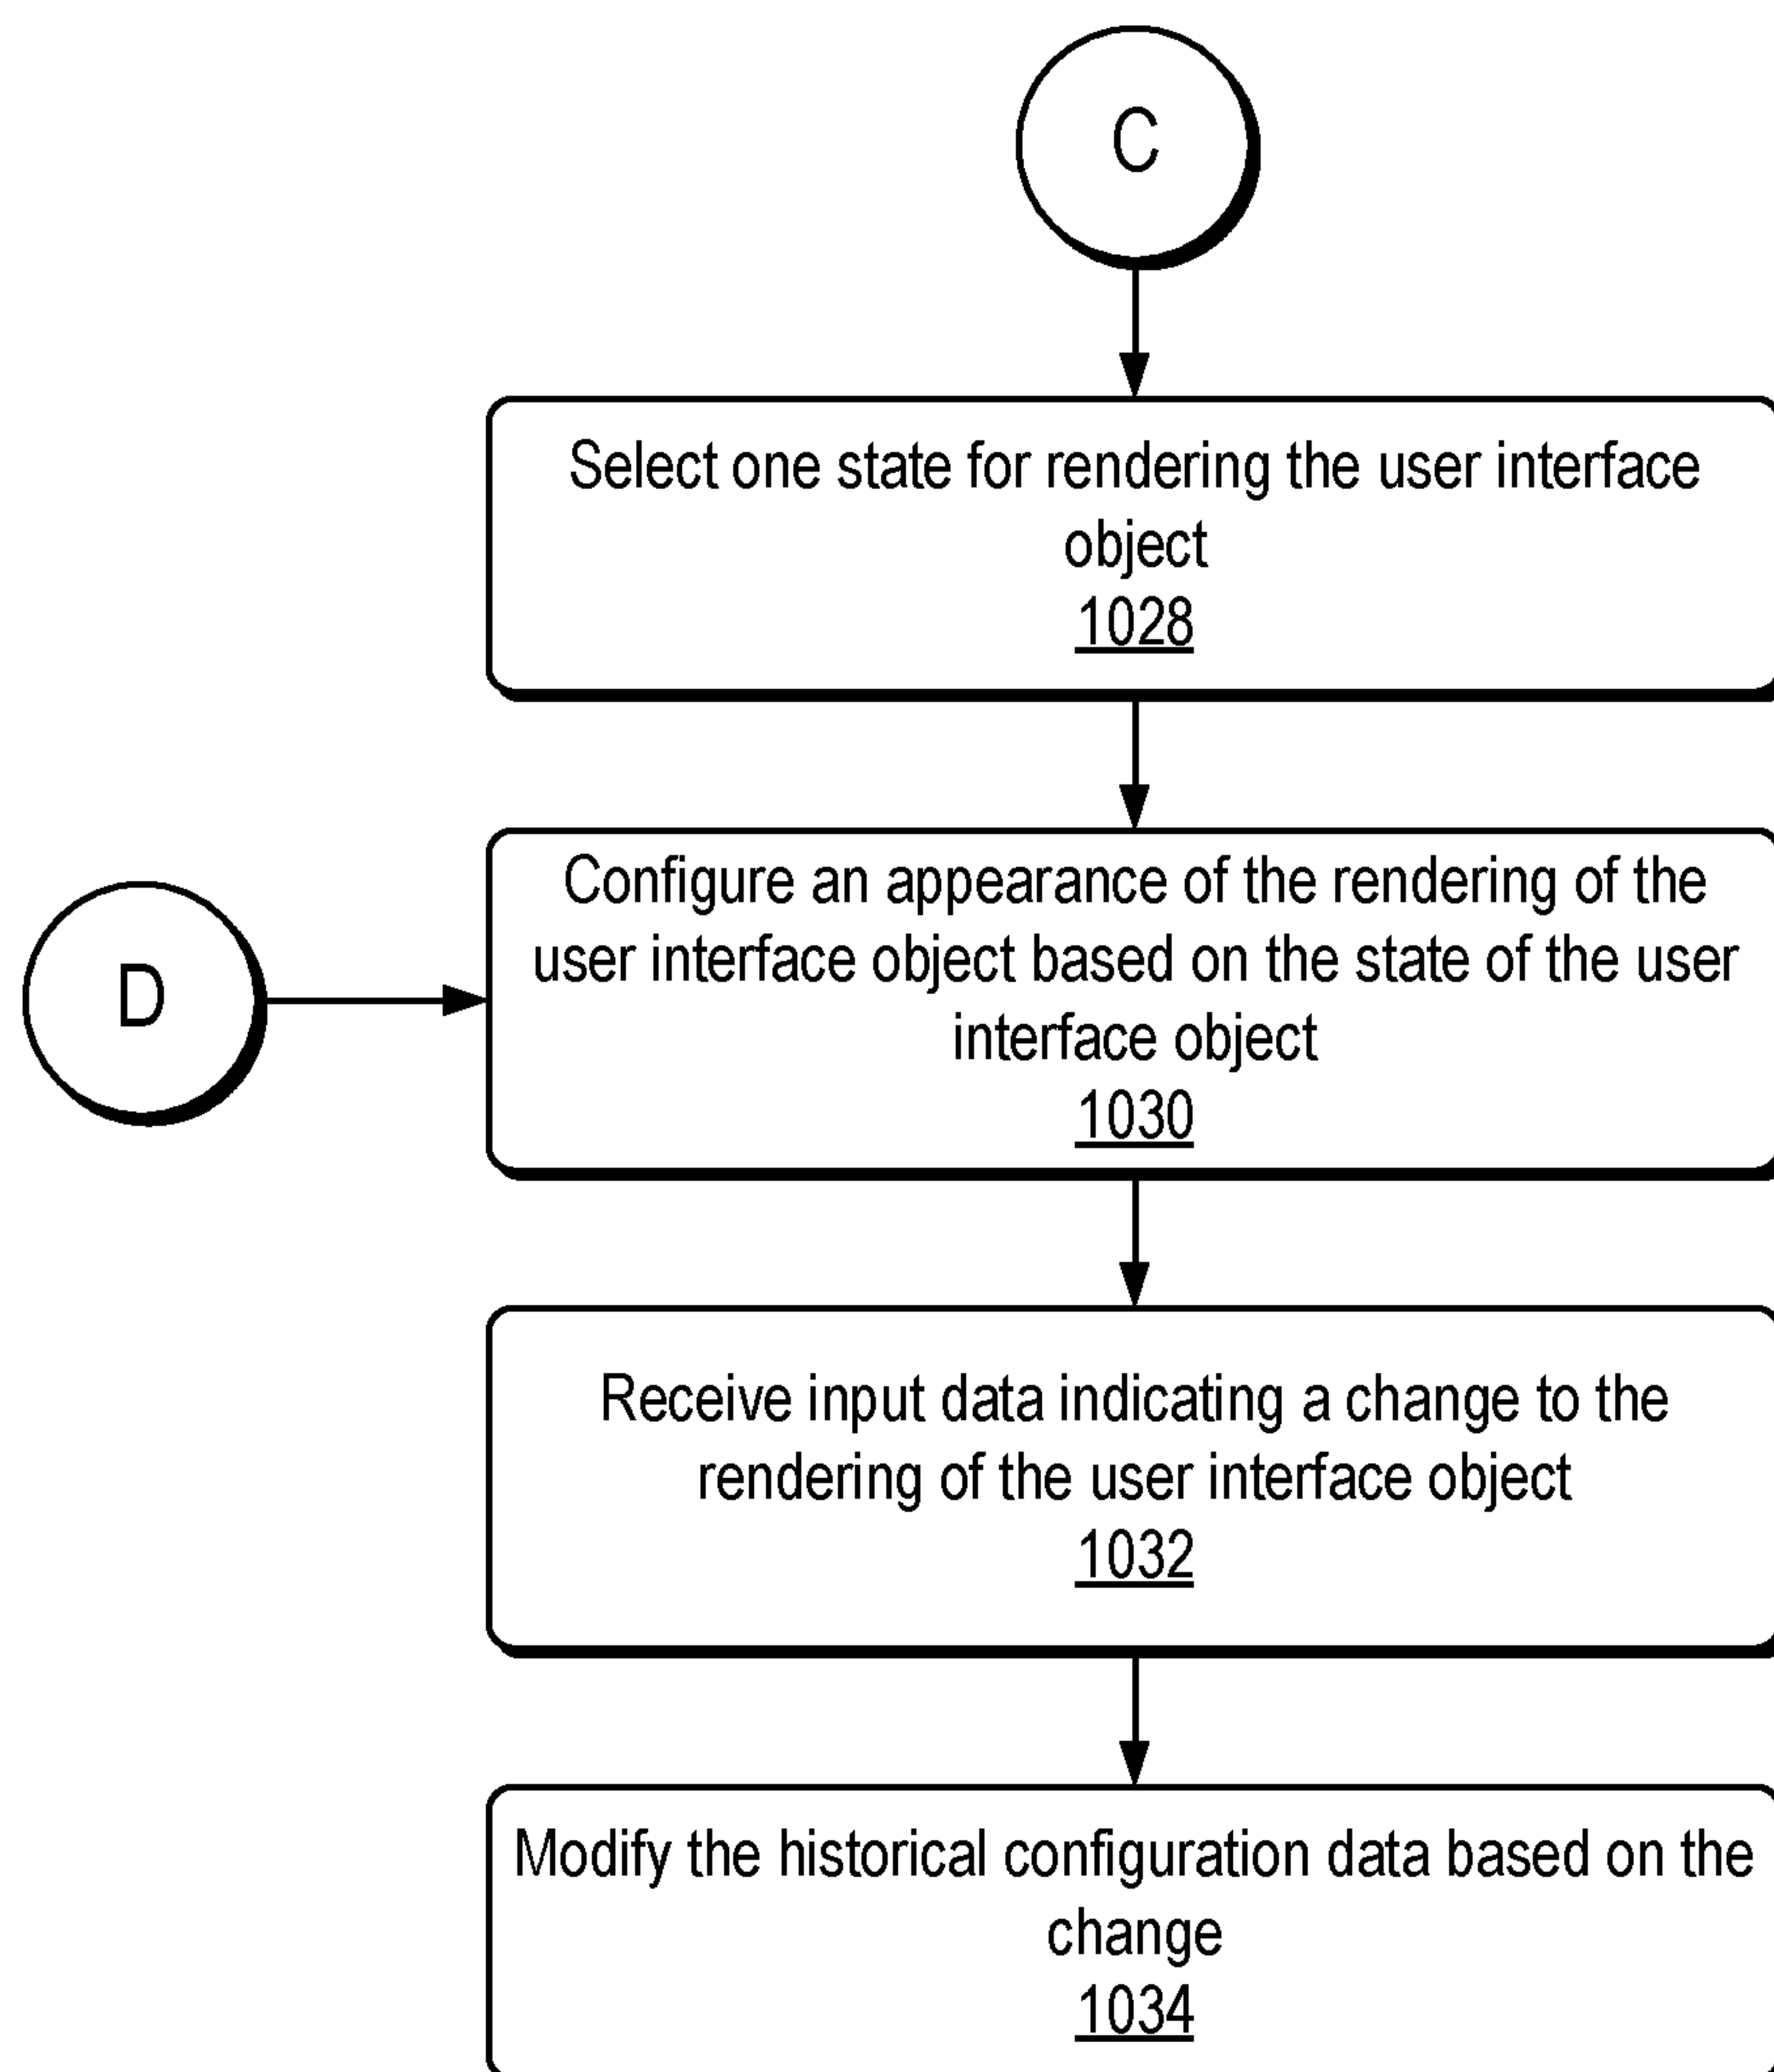 C
Select one state for rendering the user interface
object
1028
D
Configure an appearance of the rendering of the
user interface object based on the state of the user
interface object
1030
Receive input data indicating a change to the
rendering of the user interface object
1032
Modify the historical configuration data based on the
change
1034